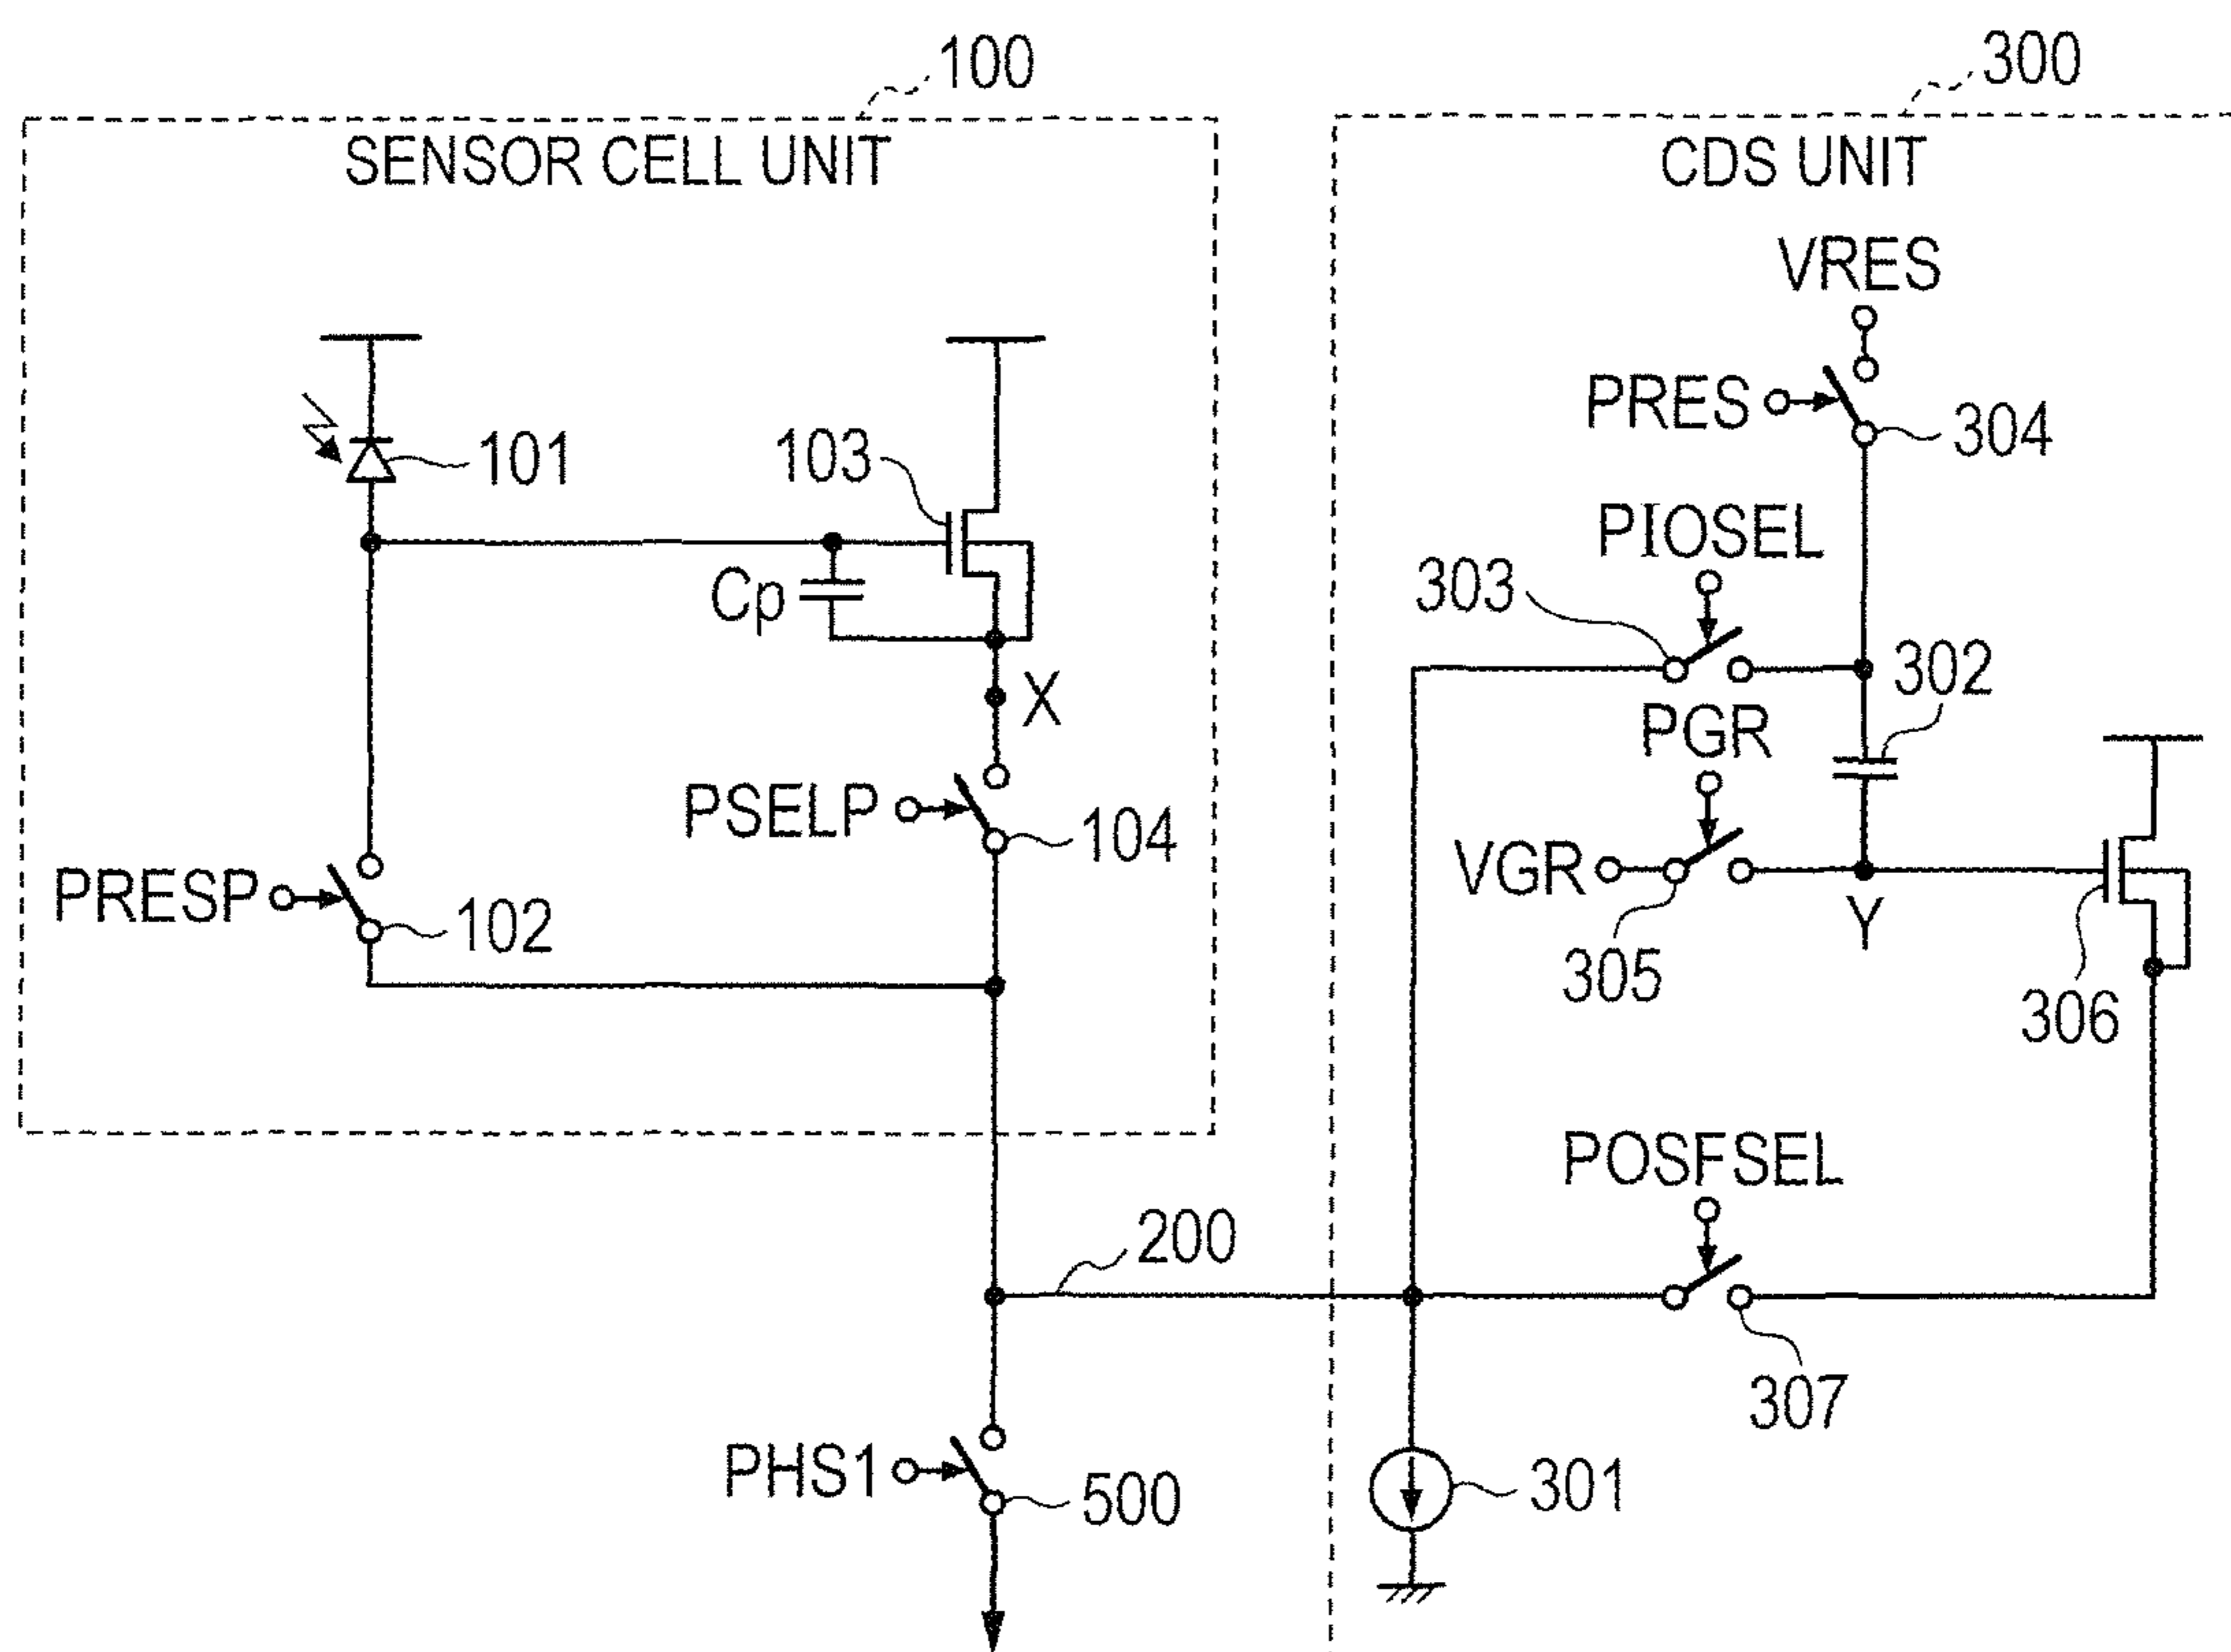 100
300
SENSOR CELL UNIT
CDS UNIT
VRES
PRES
304
101
103
PIOSEL
303
Cp
302
X
PGR
PSELP
104
VGR
PRESP
102
Y
305
306
POSFSEL
200
307
PHS1
500
301